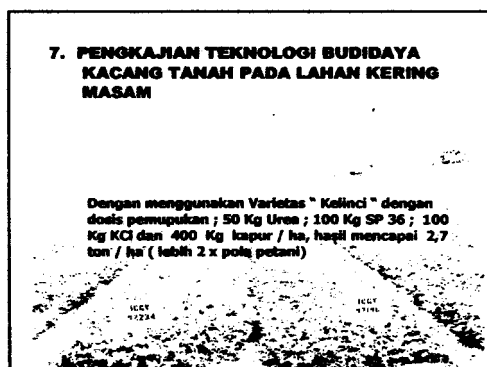 7. PENGKAJIAN TEKNOLOGI BUDIDAYA
KACANG TANAH PADA LAHAN KERING
MASAM
Dengan menggunakan Varietas " Kelinci " dengan
dosis pemupukan ; 50 Kg Urea ; 100 Kg SP 36 ; 100
Kg KCl dan 400 Kg kapur / ha, hasil mencapai 2,7
ton / ha ( lebih 2 x pola petani)
ICGV
ICGV